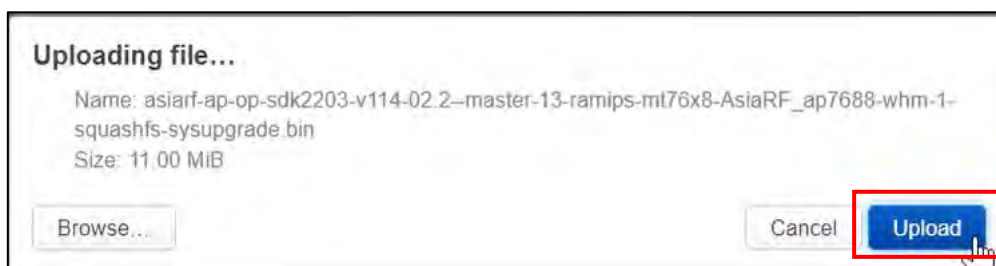 Uploading file...
Name: asiarf-ap-op-sdk2203-v114-02.2--master-13-ramips-mt76x8-AsiaRF_ap7688-whm-1-
squashfs-sysupgrade.bin
Size: 11.00 MiB
Browse...
Cancel
Upload